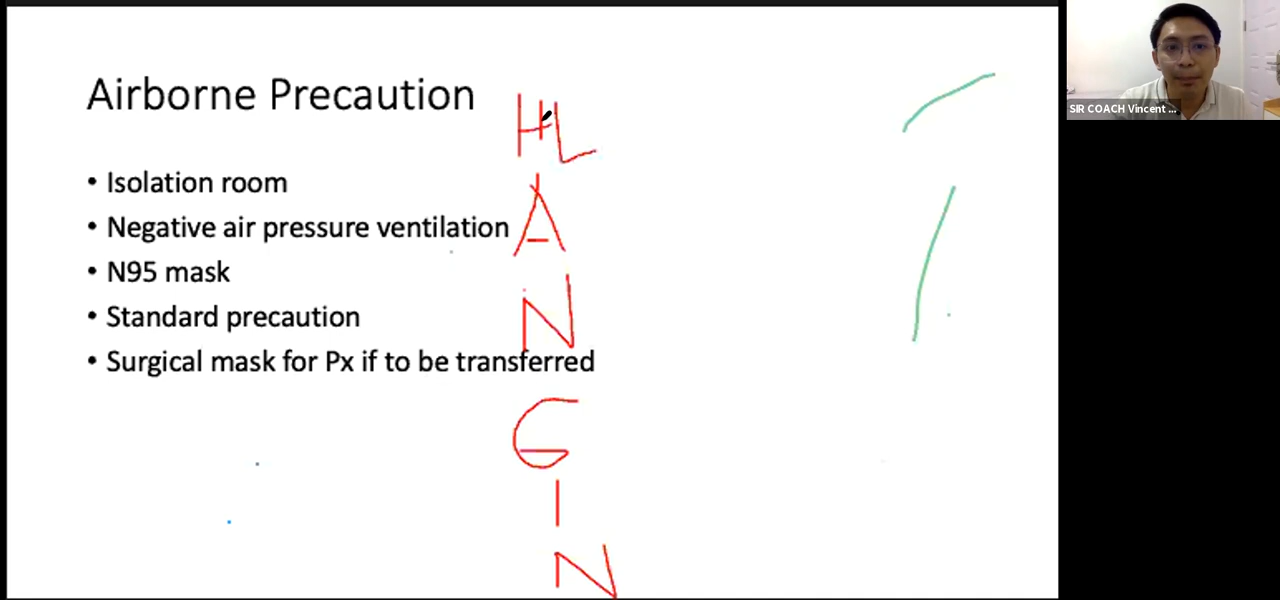 Airborne Precaution
• Isolation room
• Negative air pressure ventilation
• N95 mask
• Standard precaution
• Surgical mask for Px if to be transferred
HL
A
N
G
I
N
SIR COACH Vincent ...